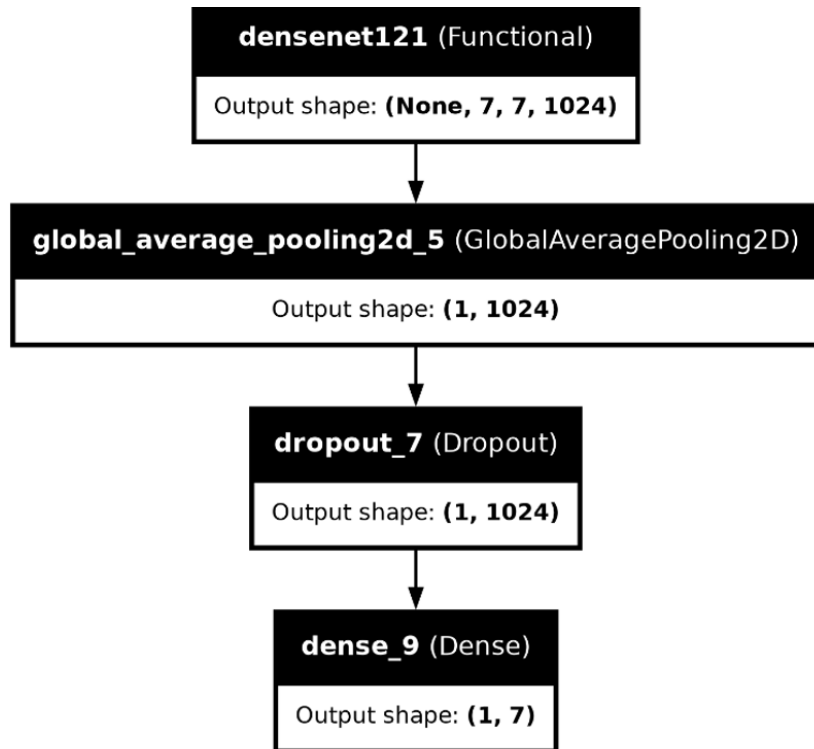 densenet121 (Functional)
Output shape: (None, 7, 7, 1024)
global_average_pooling2d_5 (GlobalAveragePooling2D)
Output shape: (1, 1024)
dropout_7 (Dropout)
Output shape: (1, 1024)
dense_9 (Dense)
Output shape: (1, 7)